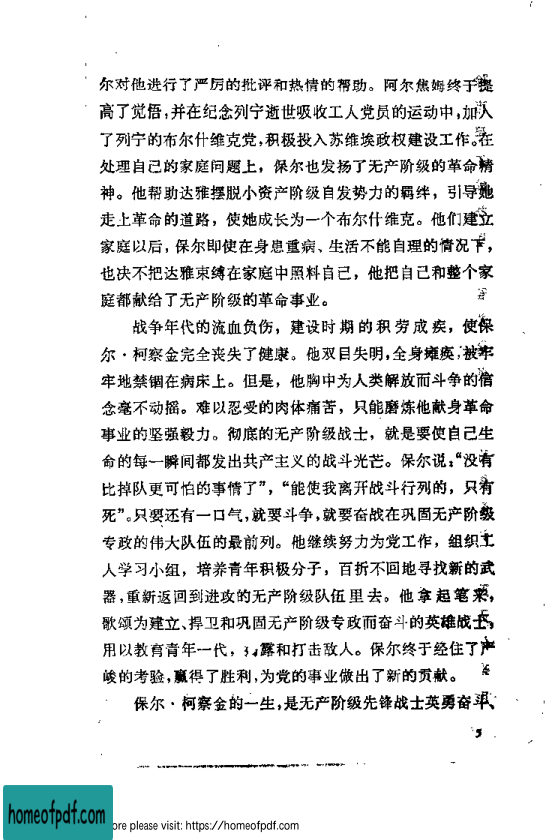 尔对他进行了严厉的批评和热情的帮助。阿尔焦姆终于提
高了觉悟,并在纪念列宁逝世吸收工人党员的运动中,加入
了列宁的布尔什维克党,积极投入苏维埃政权建设工作。在
处理自己的家庭问题上，保尔也发扬了无产阶级的革命精
神。他帮助达雅摆脱小资产阶级自发势力的羁绊，引导她
走上革命的道路，使她成长为一个布尔什维克。他们建立
家庭以后，保尔即使在身患重病、生活不能自理的情况下，
也决不把达雅束缚在家庭中照料自己，他把自己和整个家
庭都献给了无产阶级的革命事业。
战争年代的流血负伤，建设时期的积劳成疾，使保
尔·柯察金完全丧失了健康。他双目失明,全身瘫痪,被牢
牢地禁锢在病床上。但是，他胸中为人类解放而斗争的信
念毫不动摇。难以忍受的肉体痛苦，只能磨炼他献身革命
事业的坚强毅力。彻底的无产阶级战士，就是要使自己生
命的每一瞬间都发出共产主义的战斗光芒。保尔说:“没有
比掉队更可怕的事情了”，“能使我离开战斗行列的，只有
死”。只要还有一口气,就要斗争,就要奋战在巩固无产阶级
专政的伟大队伍的最前列。他继续努力为党工作，组织工
人学习小组，培养青年积极分子，百折不回地寻找新的武
器,重新返回到进攻的无产阶级队伍里去。他拿起笔来，
歌颂为建立、捍卫和巩固无产阶级专政而奋斗的英雄战士，
用以教育青年一代，露和打击敌人。保尔终于经住了严
峻的考验,赢得了胜利,为党的事业做出了新的贡献。
保尔·柯察金的一生,是无产阶级先锋战士英勇奋斗、
5
homeofpdf.com
ore please visit: https://homeofpdf.com